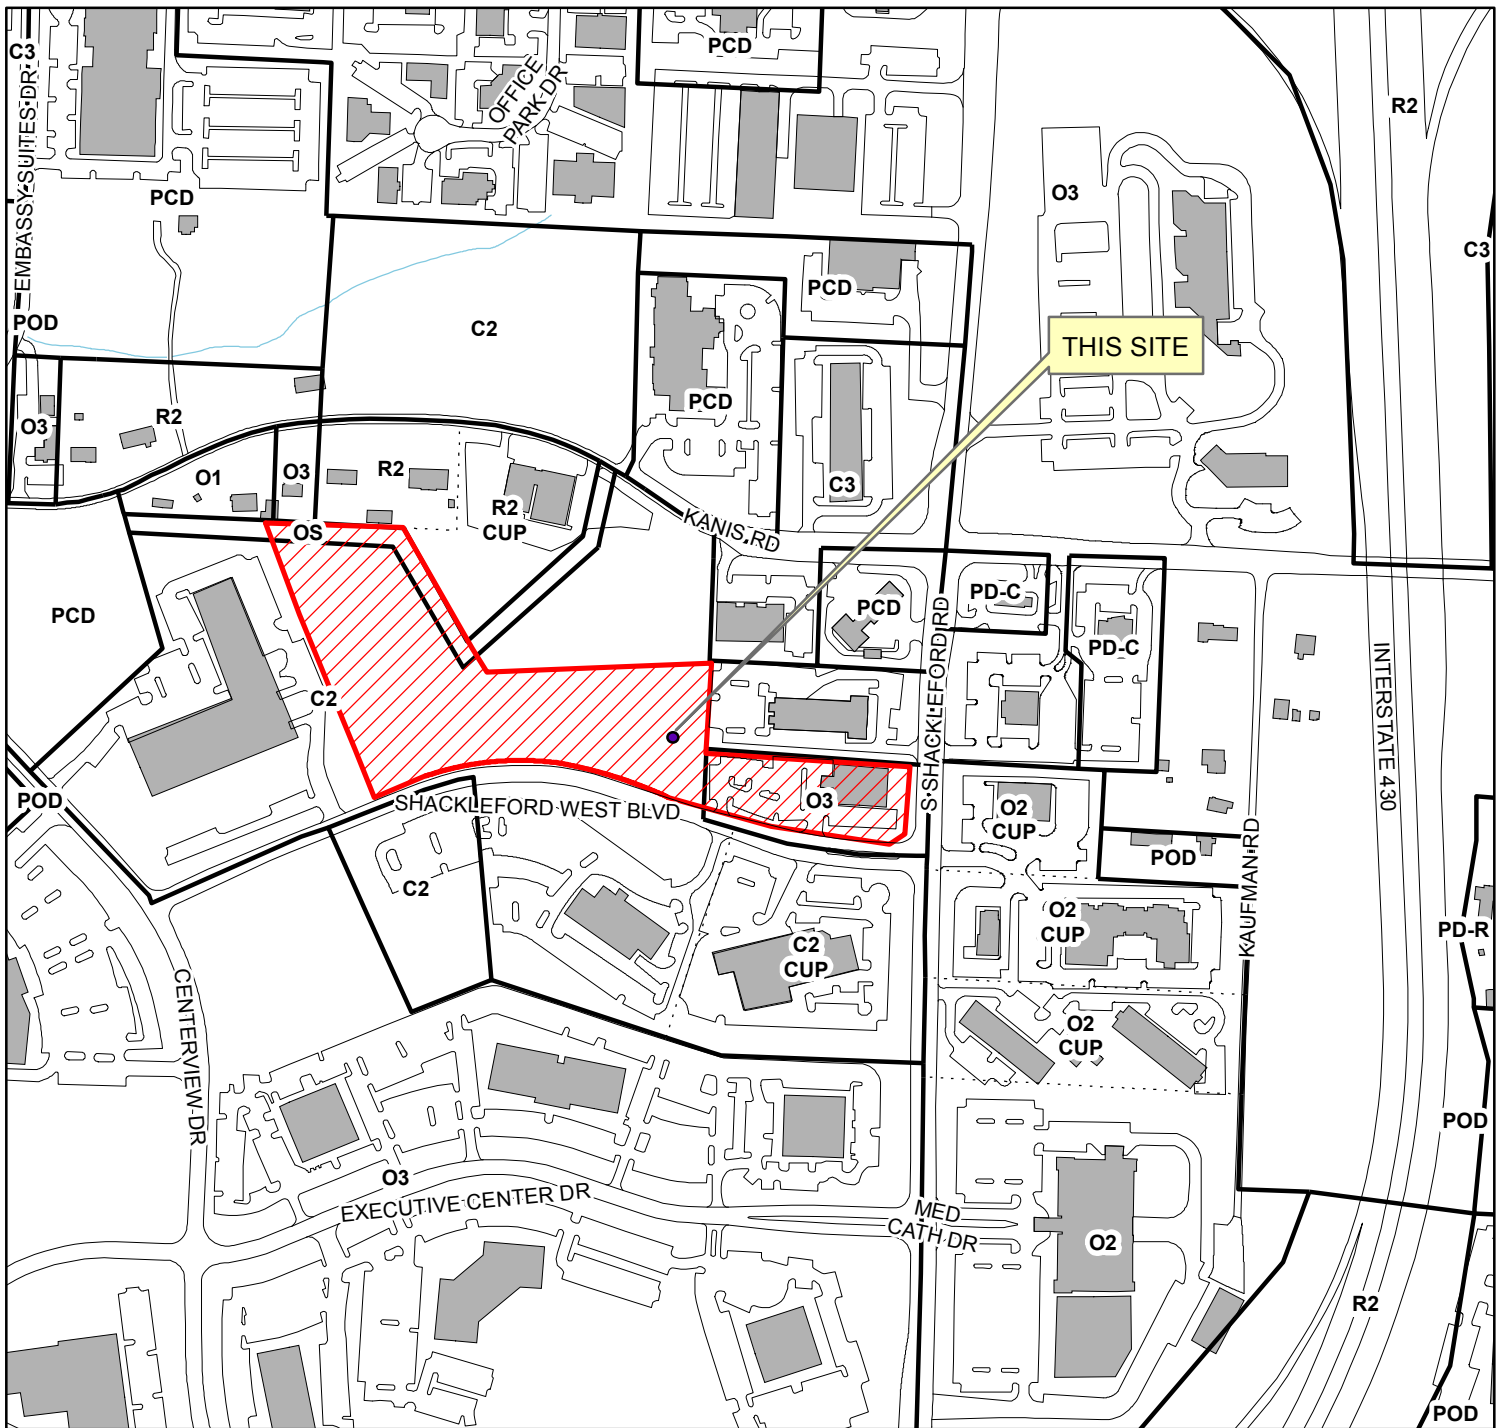 C3
PCD
OFFICE
PARK DR
R2
EMBASSY SUITES DR
PCD
O3
C3
PCD
POD
C2
THIS SITE
PCD
R2
O3
O1
O3
R2
R2
CUP
C3
KANIS RD
OS
PCD
PCD
PD-C
S SHACKLEFORD RD
PD-C
INTERSTATE 430
C2
POD
SHACKLEFORD WEST BLVD
O3
O2
CUP
POD
KAUFMAN RD
C2
O2
CUP
PD-R
C2
CUP
CENTERVIEW DR
O2
CUP
POD
O3
EXECUTIVE CENTER DR
MED
CATH DR
O2
R2
POD